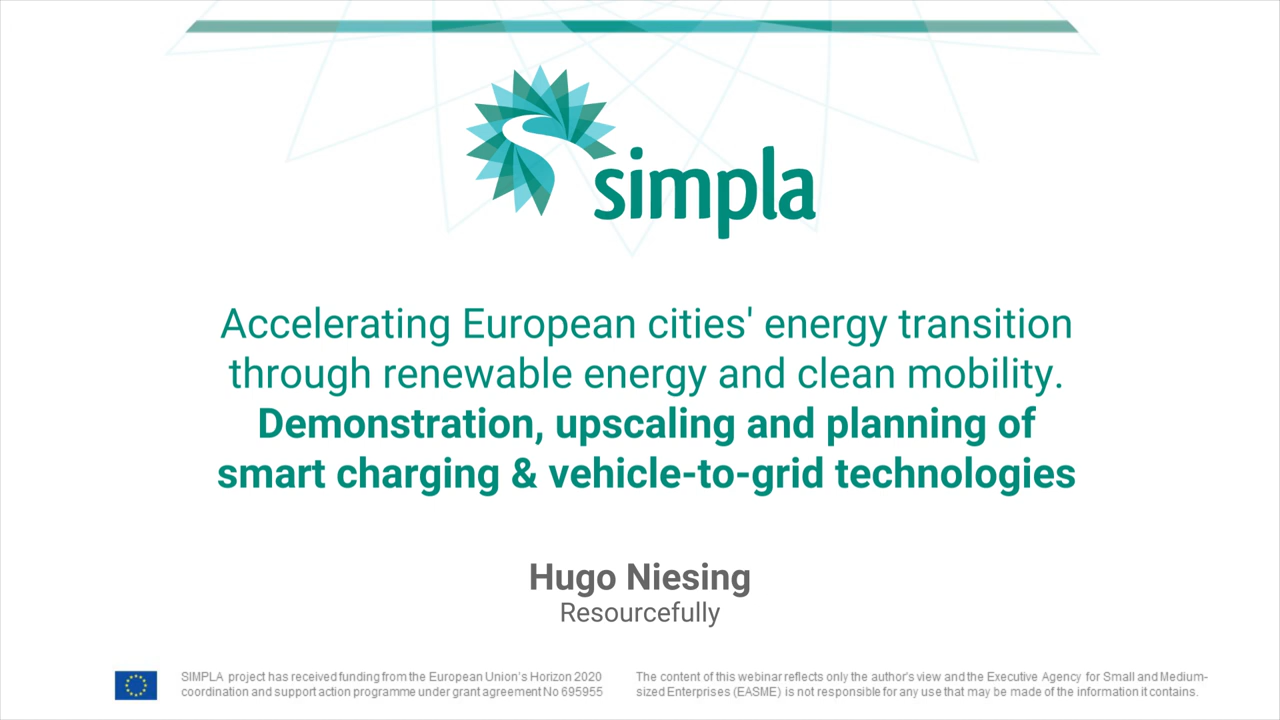 simpla
Accelerating European cities' energy transition
through renewable energy and clean mobility.
Demonstration, upscaling and planning of
smart charging & vehicle-to-grid technologies
Hugo Niesing
Resourcefully
SIMPLA project has received funding from the European Union's Horizon 2020
coordination and support action programme under grant agreement No 695955
The content of this webinar reflects only the author's view and the Executive Agency for Small and Medium-
sized Enterprises (EASME) is not responsible for any use that may be made of the information it contains.